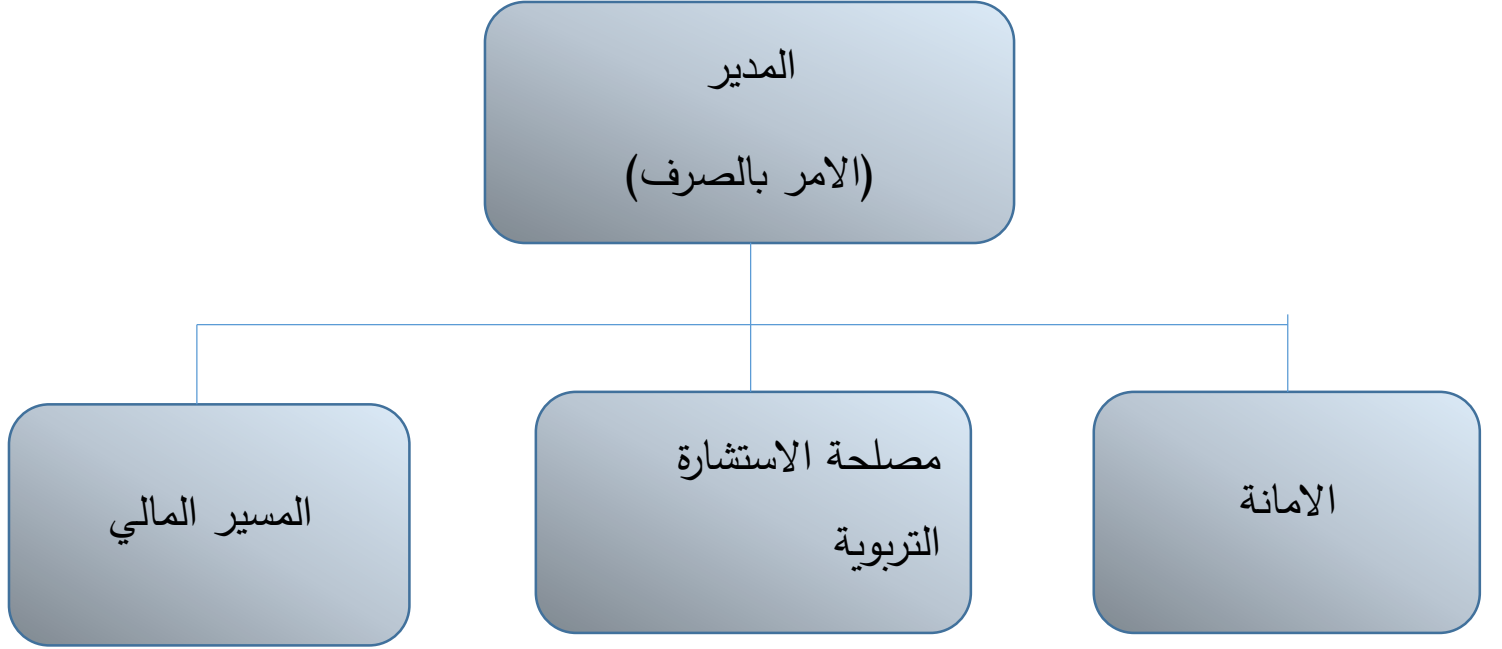 المدير
(الامر بالصرف)
الامانة
مصلحة الاستشارة
التربوية
المسير المالي